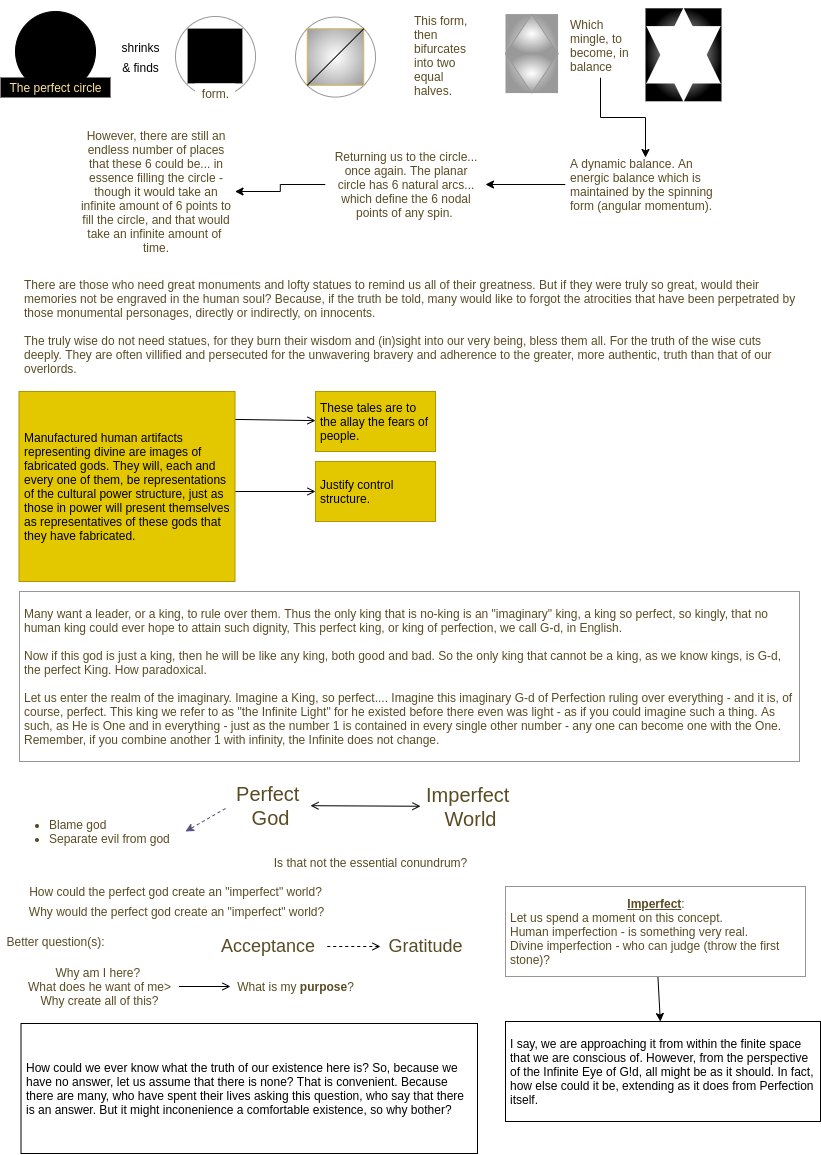 The perfect circle
shrinks
& finds
form.
This form,
then
bifurcates
into two
equal
halves.
Which
mingle, to
become, in
balance
A dynamic balance. An
energic balance which is
maintained by the spinning
form (angular momentum).
Returning us to the circle...
once again. The planar
circle has 6 natural arcs...
which define the 6 nodal
points of any spin.
However, there are still an
endless number of places
that these 6 could be... in
essence filling the circle -
though it would take an
infinite amount of 6 points to
fill the circle, and that would
take an infinite amount of
time.
There are those who need great monuments and lofty statues to remind us all of their greatness. But if they were truly so great, would their
memories not be engraved in the human soul? Because, if the truth be told, many would like to forgot the atrocities that have been perpetrated by
those monumental personages, directly or indirectly, on innocents.
The truly wise do not need statues, for they burn their wisdom and (in)sight into our very being, bless them all. For the truth of the wise cuts
deeply. They are often villified and persecuted for the unwavering bravery and adherence to the greater, more authentic, truth than that of our
overlords.
Manufactured human artifacts
representing divine are images of
fabricated gods. They will, each and
every one of them, be representations
of the cultural power structure, just as
those in power will present themselves
as representatives of these gods that
they have fabricated.
These tales are to
the allay the fears of
people.
Justify control
structure.
Many want a leader, or a king, to rule over them. Thus the only king that is no-king is an "imaginary" king, a king so perfect, so kingly, that no
human king could ever hope to attain such dignity, This perfect king, or king of perfection, we call G-d, in English.
Now if this god is just a king, then he will be like any king, both good and bad. So the only king that cannot be a king, as we know kings, is G-d,
the perfect King. How paradoxical.
Let us enter the realm of the imaginary. Imagine a King, so perfect.... Imagine this imaginary G-d of Perfection ruling over everything - and it is, of
course, perfect. This king we refer to as "the Infinite Light" for he existed before there even was light - as if you could imagine such a thing. As
such, as He is One and in everything - just as the number 1 is contained in every single other number - any one can become one with the One.
Remember, if you combine another 1 with infinity, the Infinite does not change.
Perfect
God
Imperfect
World
• Blame god
• Separate evil from god
Is that not the essential conundrum?
How could the perfect god create an "imperfect" world?
Why would the perfect god create an "imperfect" world?
Better question(s):
Acceptance
Gratitude
Why am I here?
What does he want of me>
Why create all of this?
What is my purpose?
Imperfect:
Let us spend a moment on this concept.
Human imperfection - is something very real.
Divine imperfection - who can judge (throw the first
stone)?
How could we ever know what the truth of our existence here is? So, because we
have no answer, let us assume that there is none? That is convenient. Because
there are many, who have spent their lives asking this question, who say that there
is an answer. But it might inconenience a comfortable existence, so why bother?
I say, we are approaching it from within the finite space
that we are conscious of. However, from the perspective
of the Infinite Eye of G!d, all might be as it should. In fact,
how else could it be, extending as it does from Perfection
itself.